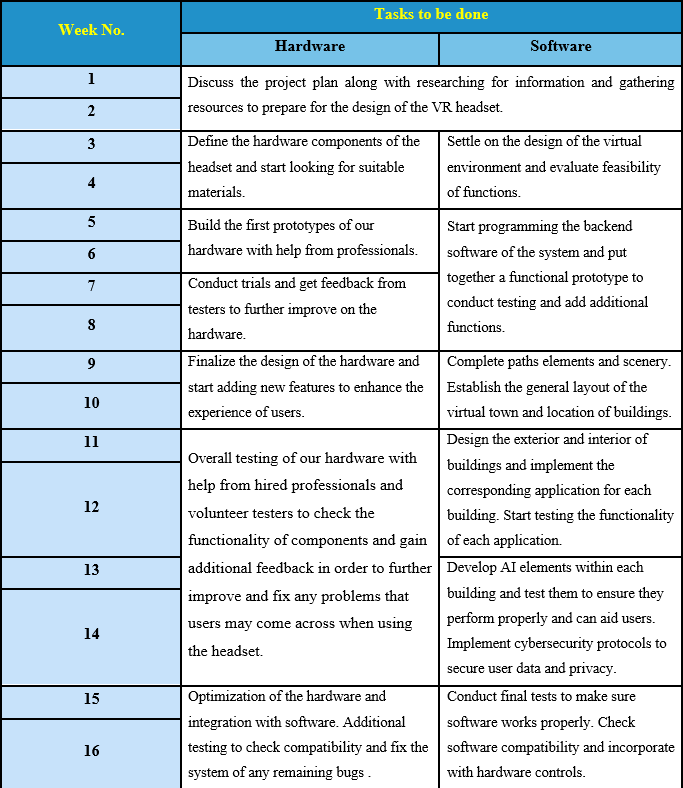 Week No.
Tasks to be done
Hardware
Software
1
2
Discuss the project plan along with researching for information and gathering
resources to prepare for the design of the VR headset.
3
4
Define the hardware components of the
headset and start looking for suitable
materials.
Settle on the design of the virtual
environment and evaluate feasibility
of functions.
5
6
Build the first prototypes of our
hardware with help from professionals.
Start programming the backend
software of the system and put
together a functional prototype to
conduct testing and add additional
functions.
7
8
Conduct trials and get feedback from
testers to further improve on the
hardware.
9
10
Finalize the design of the hardware and
start adding new features to enhance the
experience of users.
Complete paths elements and scenery.
Establish the general layout of the
virtual town and location of buildings.
11
12
Overall testing of our hardware with
help from hired professionals and
volunteer testers to check the
functionality of components and gain
additional feedback in order to further
improve and fix any problems that
users may come across when using
the headset.
Design the exterior and interior of
buildings and implement the
corresponding application for each
building. Start testing the functionality
of each application.
13
14
Develop AI elements within each
building and test them to ensure they
perform properly and can aid users.
Implement cybersecurity protocols to
secure user data and privacy.
15
16
Optimization of the hardware and
integration with software. Additional
testing to check compatibility and fix the
system of any remaining bugs .
Conduct final tests to make sure
software works properly. Check
software compatibility and incorporate
with hardware controls.